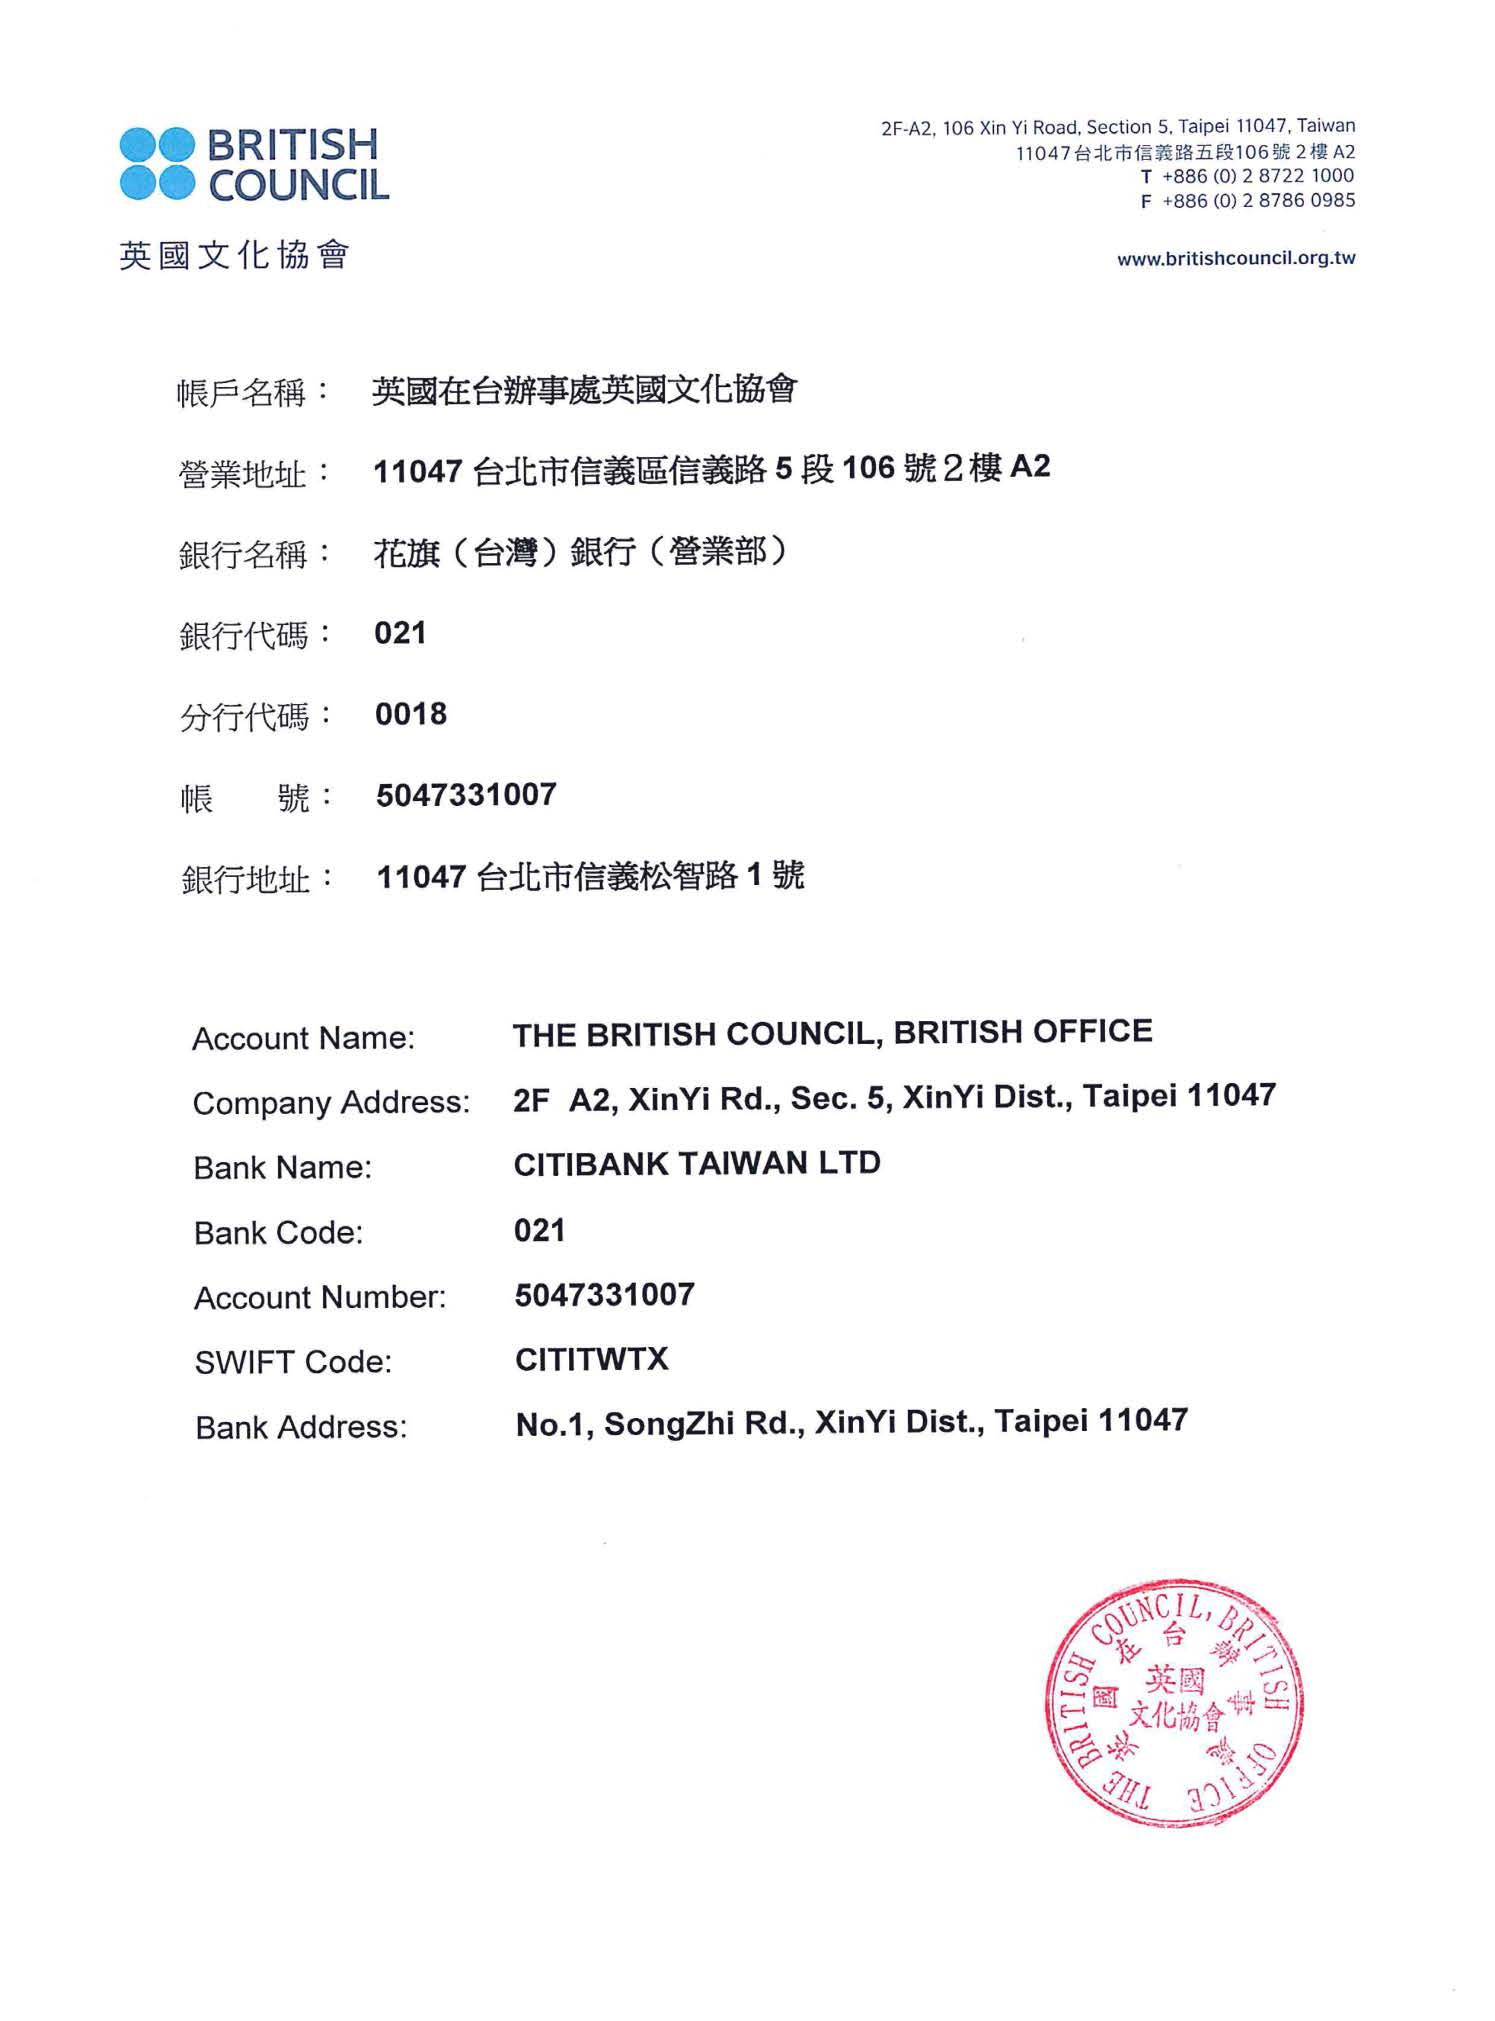 BRITISH
COUNCIL
英國文化協會
2F-A2, 106 Xin Yi Road, Section 5, Taipei 11047, Taiwan
11047台北市信義路五段106號2樓A2
T +886 (0) 2 8722 1000
F +886 (0) 2 8786 0985
www.britishcouncil.org.tw
帳戶名稱： 英國在台辦事處英國文化協會
營業地址： 11047 台北市信義區信義路 5 段 106 號２樓 A2
銀行名稱： 花旗（台灣）銀行（營業部）
銀行代碼： 021
分行代碼： 0018
帳 號： 5047331007
銀行地址： 11047 台北市信義松智路 1 號
Account Name: THE BRITISH COUNCIL, BRITISH OFFICE
Company Address: 2F A2, XinYi Rd., Sec. 5, XinYi Dist., Taipei 11047
Bank Name: CITIBANK TAIWAN LTD
Bank Code: 021
Account Number: 5047331007
SWIFT Code: CITITWTX
Bank Address: No.1, SongZhi Rd., XinYi Dist., Taipei 11047
THE BRITISH COUNCIL, BRITISH OFFICE
英國在台辦事處
英國
文化協會